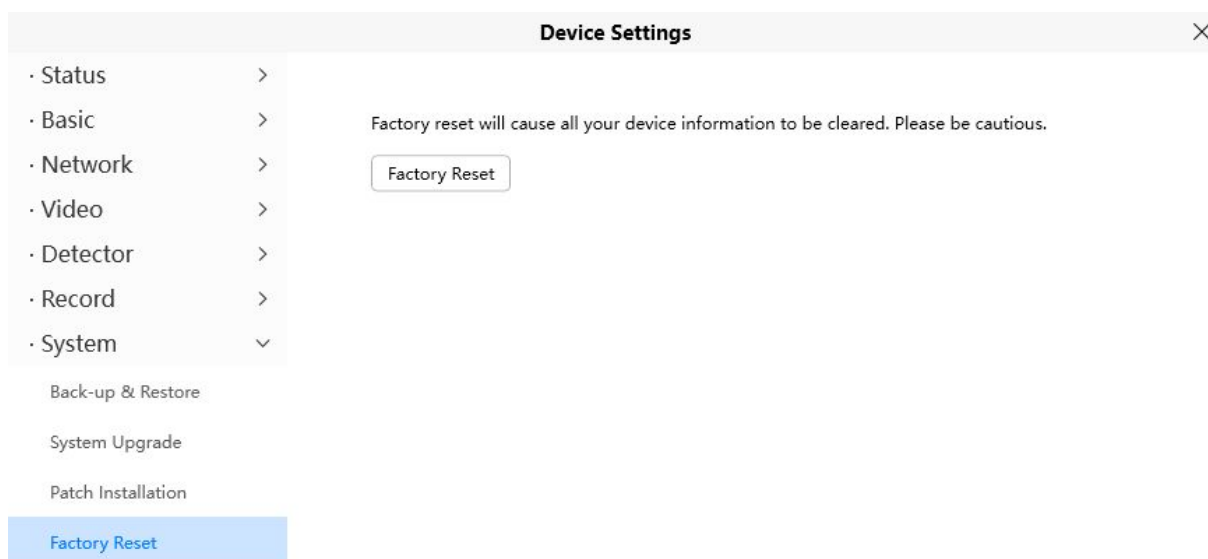 Device Settings
· Status
· Basic
· Network
· Video
· Detector
· Record
· System
Back-up & Restore
System Upgrade
Patch Installation
Factory Reset
Factory reset will cause all your device information to be cleared. Please be cautious.
Factory Reset